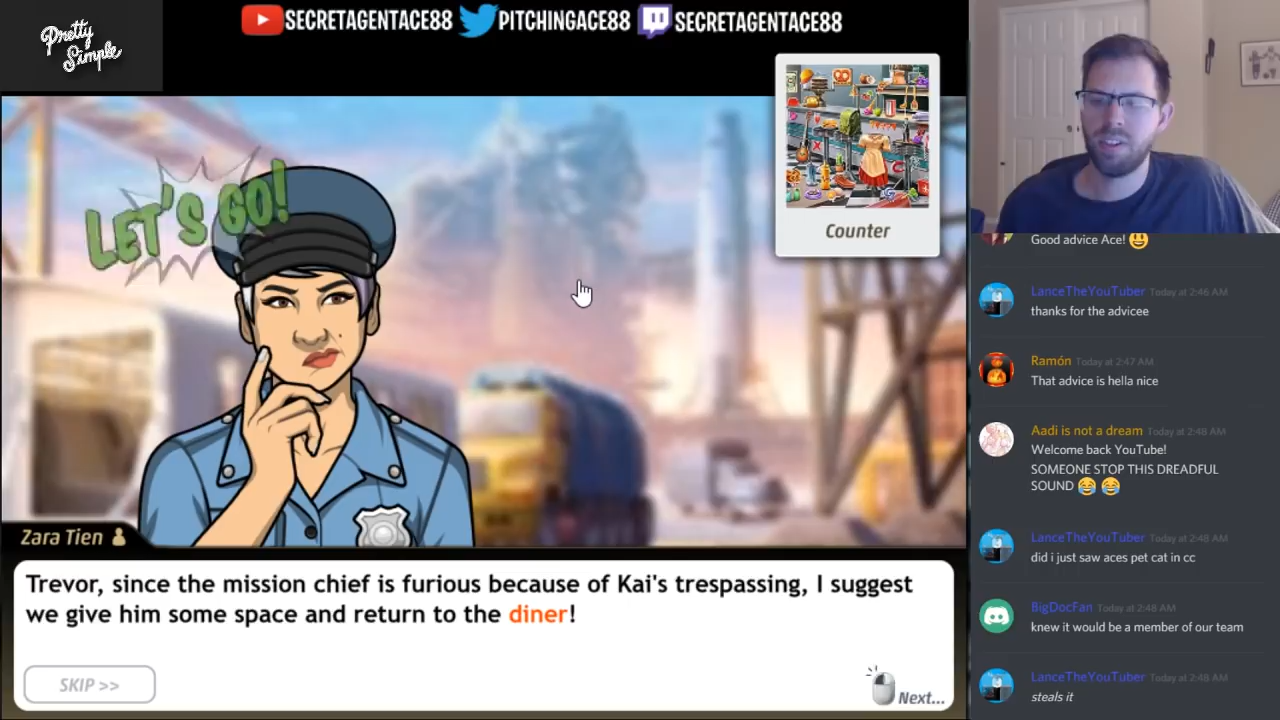 Pretty
Simple
SECRETAGENTACE88 PITCHINGACE88 SECRETAGENTACE88
LET'S GO!
Counter
Zara Tien
Trevor, since the mission chief is furious because of Kai's trespassing, I suggest
we give him some space and return to the diner!
SKIP >>
Next...
Good advice Ace! 😃
LanceTheYouTuber Today at 2:46 AM
thanks for the advicee
Ramón Today at 2:47 AM
That advice is hella nice
Aadi is not a dream Today at 2:48 AM
Welcome back YouTube!
SOMEONE STOP THIS DREADFUL
SOUND 😂 😂
LanceTheYouTuber Today at 2:48 AM
did i just saw aces pet cat in cc
BigDocFan Today at 2:48 AM
knew it would be a member of our team
LanceTheYouTuber Today at 2:48 AM
steals it